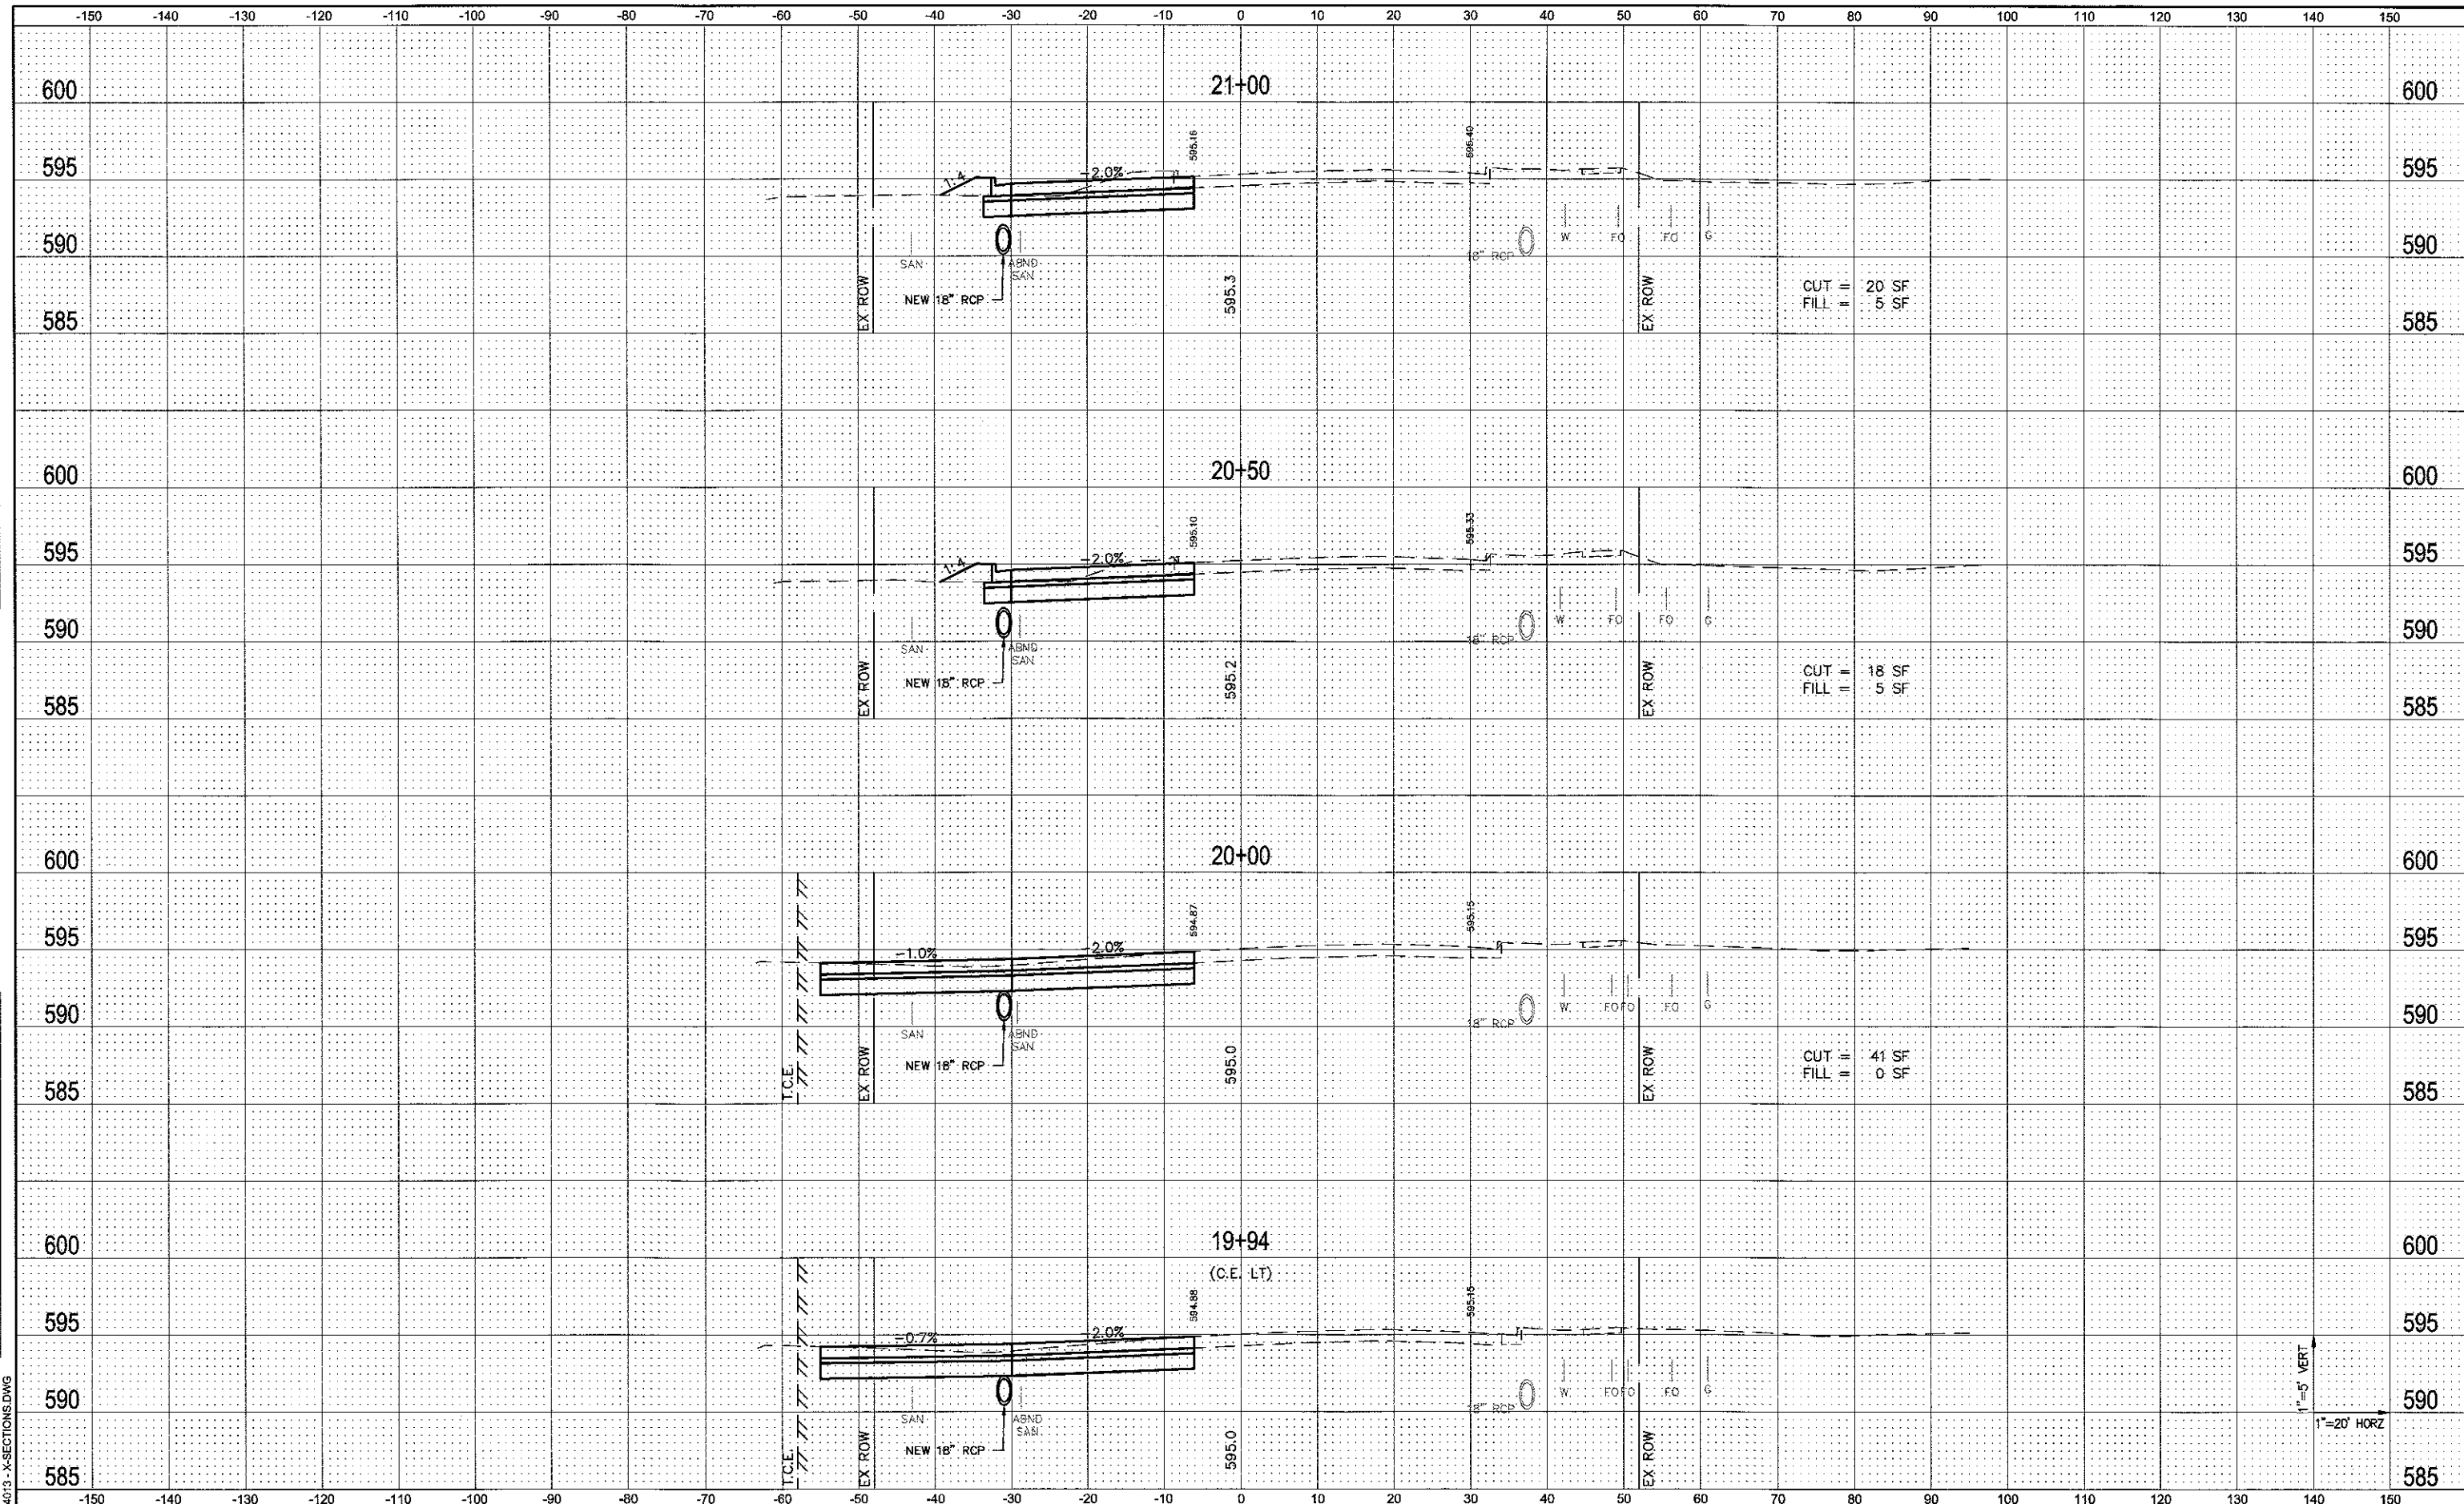 -150 -140 -130 -120 -110 -100 -90 -80 -70 -60 -50 -40 -30 -20 -10 0 10 20 30 40 50 60 70 80 90 100 110 120 130 140 150
21+00
600 600
595.16 595.40
595 1:4 -2.0% 595
W FO FO G
590 18" RCP 590
SAN ABND
SAN
NEW 18" RCP
EX ROW 595.3 EX ROW
CUT = 20 SF
FILL = 5 SF
585 585
20+50
600 600
595.10 595.33
595 1:4 -2.0% 595
W FO FO G
590 18" RCP 590
SAN ABND
SAN
NEW 18" RCP
EX ROW 595.2 EX ROW
CUT = 18 SF
FILL = 5 SF
585 585
20+00
600 600
594.87 595.15
595 -1.0% -2.0% 595
W FO FO FO G
590 18" RCP 590
SAN ABND
SAN
NEW 18" RCP
T.C.E. EX ROW 595.0 EX ROW
CUT = 41 SF
FILL = 0 SF
585 585
19+94
(C.E. LT)
600 600
594.88 595.15
595 -0.7% -2.0% 595
W FO FO FO G
590 18" RCP 590
SAN ABND
SAN
NEW 18" RCP
T.C.E. EX ROW 595.0 EX ROW
1"=5' VERT
1"=20' HORZ
585 585
-150 -140 -130 -120 -110 -100 -90 -80 -70 -60 -50 -40 -30 -20 -10 0 10 20 30 40 50 60 70 80 90 100 110 120 130 140 150
4013 - X-SECTIONS.DWG